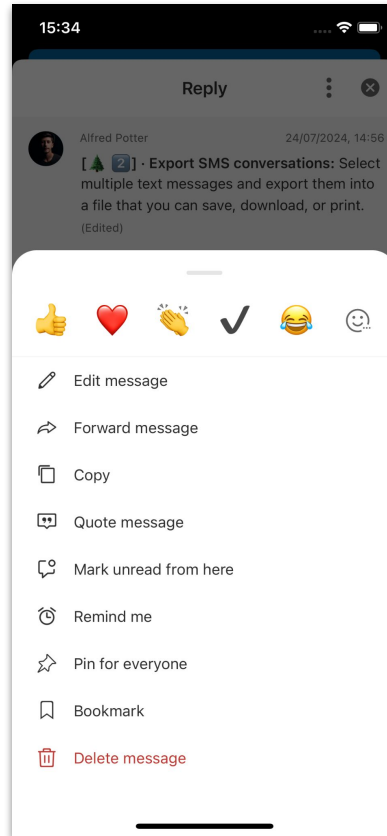 15:34
Reply
Alfred Potter 24/07/2024, 14:56
[🌲 2️⃣] · Export SMS conversations: Select
multiple text messages and export them into
a file that you can save, download, or print.
(Edited)
Edit message
Forward message
Copy
Quote message
Mark unread from here
Remind me
Pin for everyone
Bookmark
Delete message